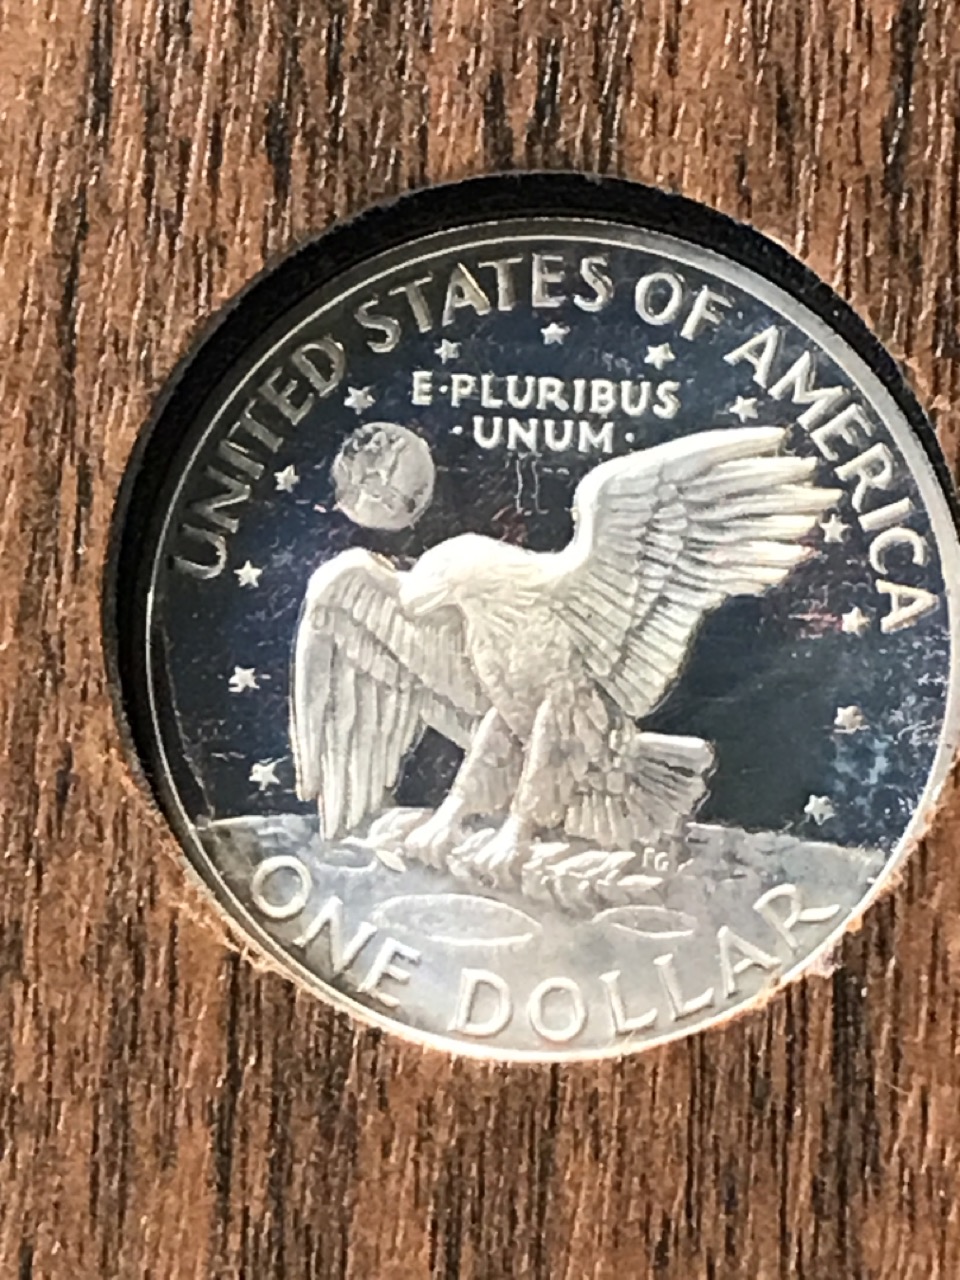 UNITED STATES OF AMERICA
E·PLURIBUS
·UNUM·
FG
ONE DOLLAR